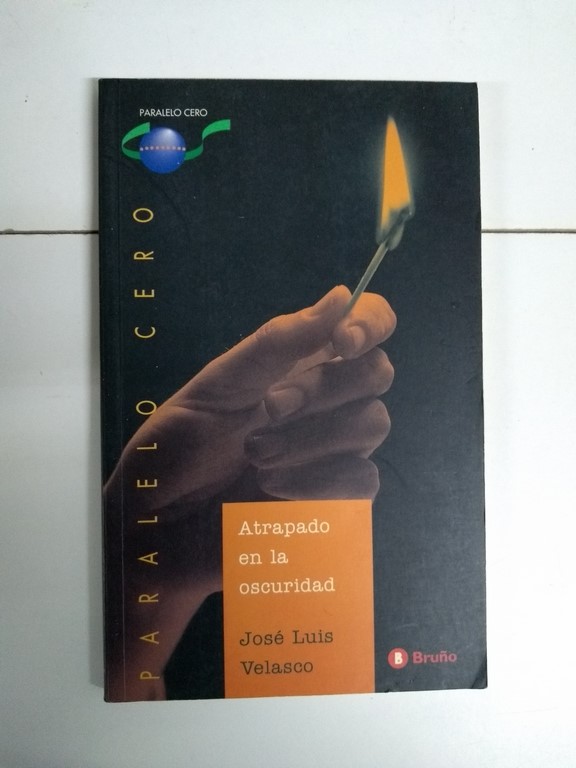 PARALELO CERO
PARALELO CERO
Atrapado
en la
oscuridad
José Luis
Velasco
B Bruño